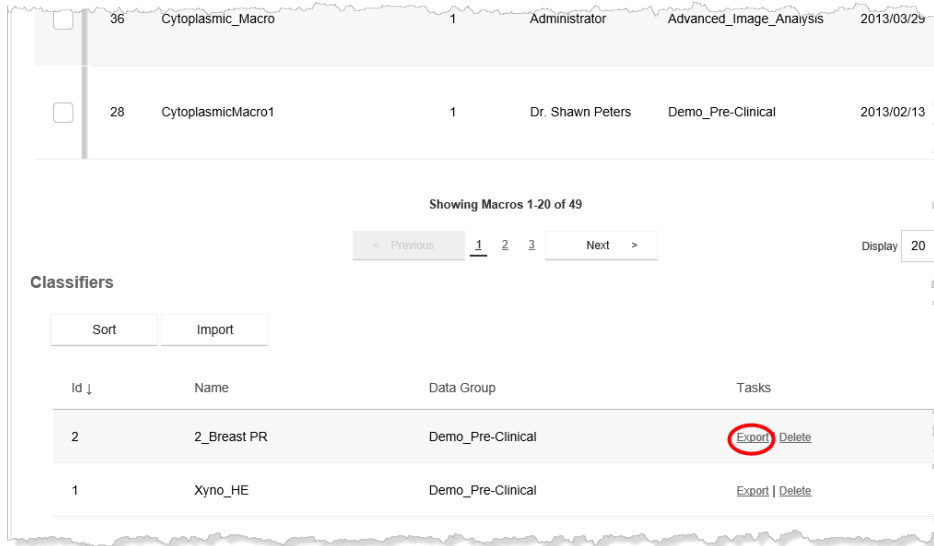 36 Cytoplasmic_Macro 1 Administrator Advanced_Image_Analysis 2013/03/29
28 CytoplasmicMacro1 1 Dr. Shawn Peters Demo_Pre-Clinical 2013/02/13
Showing Macros 1-20 of 49
< Previous 1 2 3 Next > Display 20
Classifiers
Sort Import
Id ↓ Name Data Group Tasks
2 2_Breast PR Demo_Pre-Clinical Export | Delete
1 Xyno_HE Demo_Pre-Clinical Export | Delete